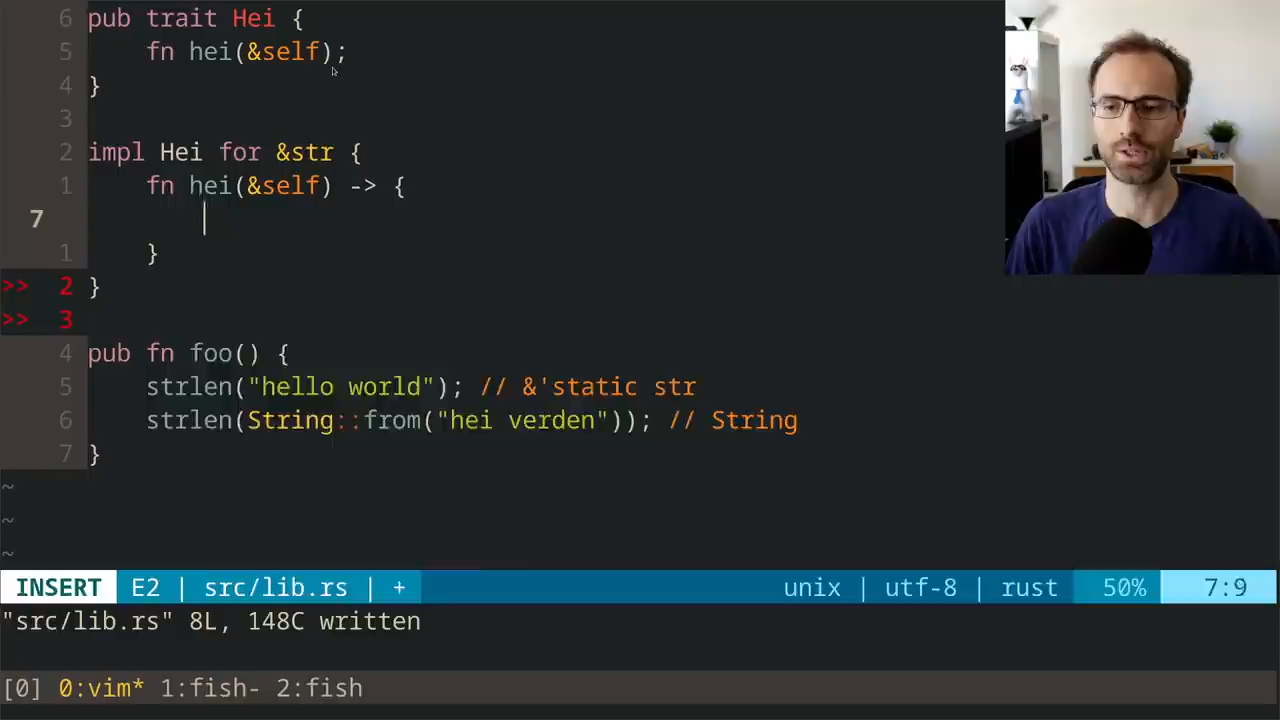 6 pub trait Hei {
5     fn hei(&self);
4 }
3
2 impl Hei for &str {
1     fn hei(&self) -> {
7
1     }
>> 2 }
>> 3
4 pub fn foo() {
5     strlen("hello world"); // &'static str
6     strlen(String::from("hei verden")); // String
7 }
~
~
~
INSERT E2 | src/lib.rs | + unix | utf-8 | rust 50% 7:9
"src/lib.rs" 8L, 148C written
[0] 0:vim* 1:fish- 2:fish